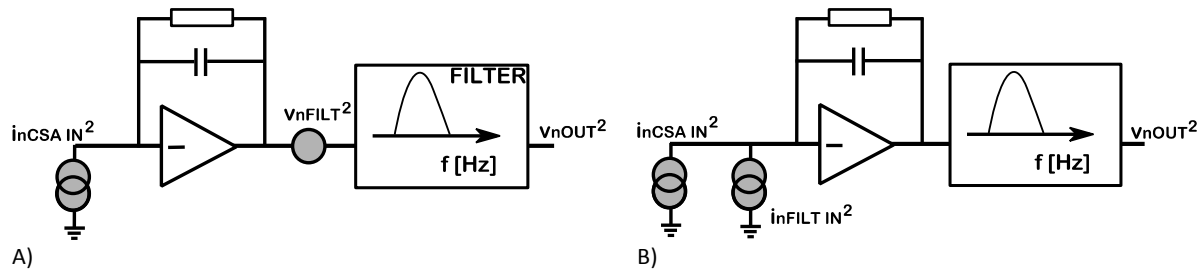 FILTER
vnFILT²
inCSA IN²
vnOUT²
f [Hz]
A)
inCSA IN²
vnOUT²
f [Hz]
inFILT IN²
B)